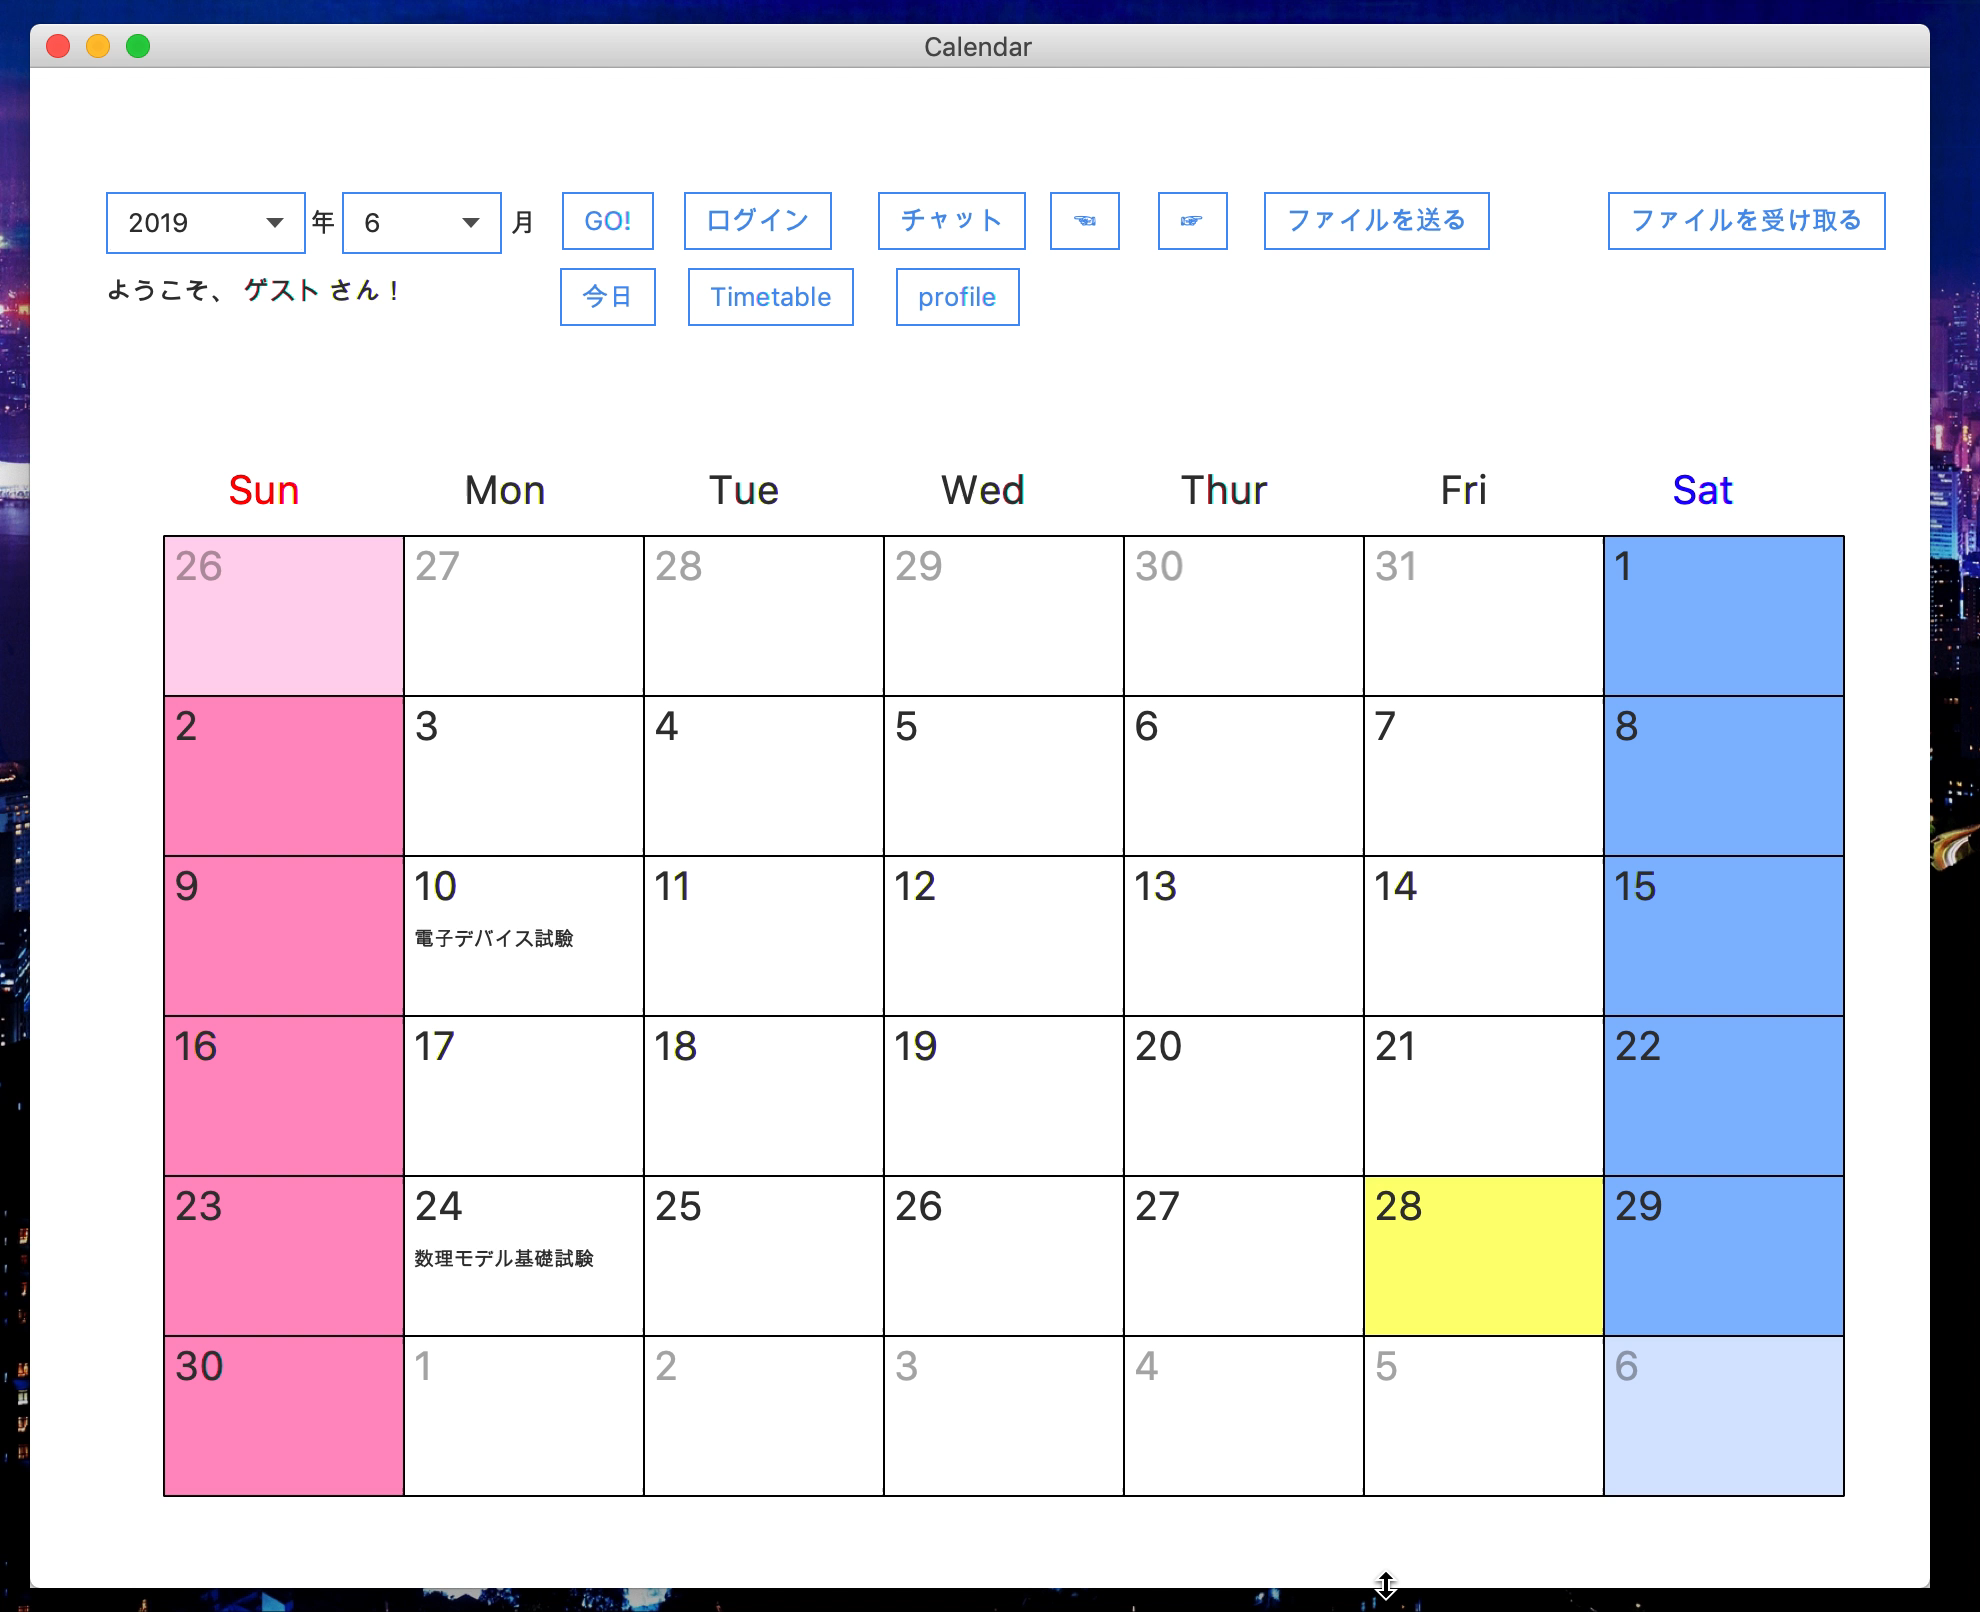 Calendar
2019 年 6 月 GO! ログイン チャット ☜ ☞ ファイルを送る ファイルを受け取る
ようこそ、 ゲスト さん！ 今日 Timetable profile
Sun Mon Tue Wed Thur Fri Sat
26 27 28 29 30 31 1
2 3 4 5 6 7 8
9 10 11 12 13 14 15
電子デバイス試験
16 17 18 19 20 21 22
23 24 25 26 27 28 29
数理モデル基礎試験
30 1 2 3 4 5 6